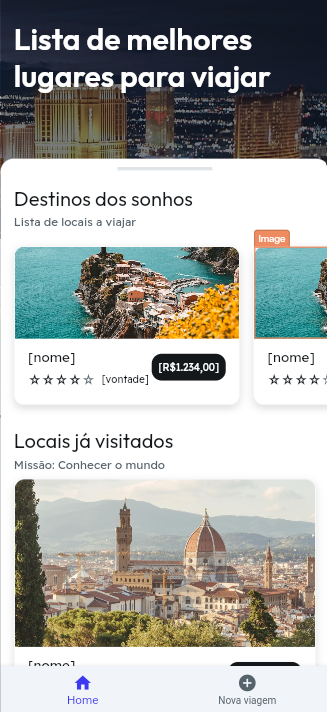 Lista de melhores
lugares para viajar
Destinos dos sonhos
Lista de locais a viajar
Image
[nome]
[vontade]
[R$1.234,00]
[nome]
Locais já visitados
Missão: Conhecer o mundo
[nome]
Home
Nova viagem